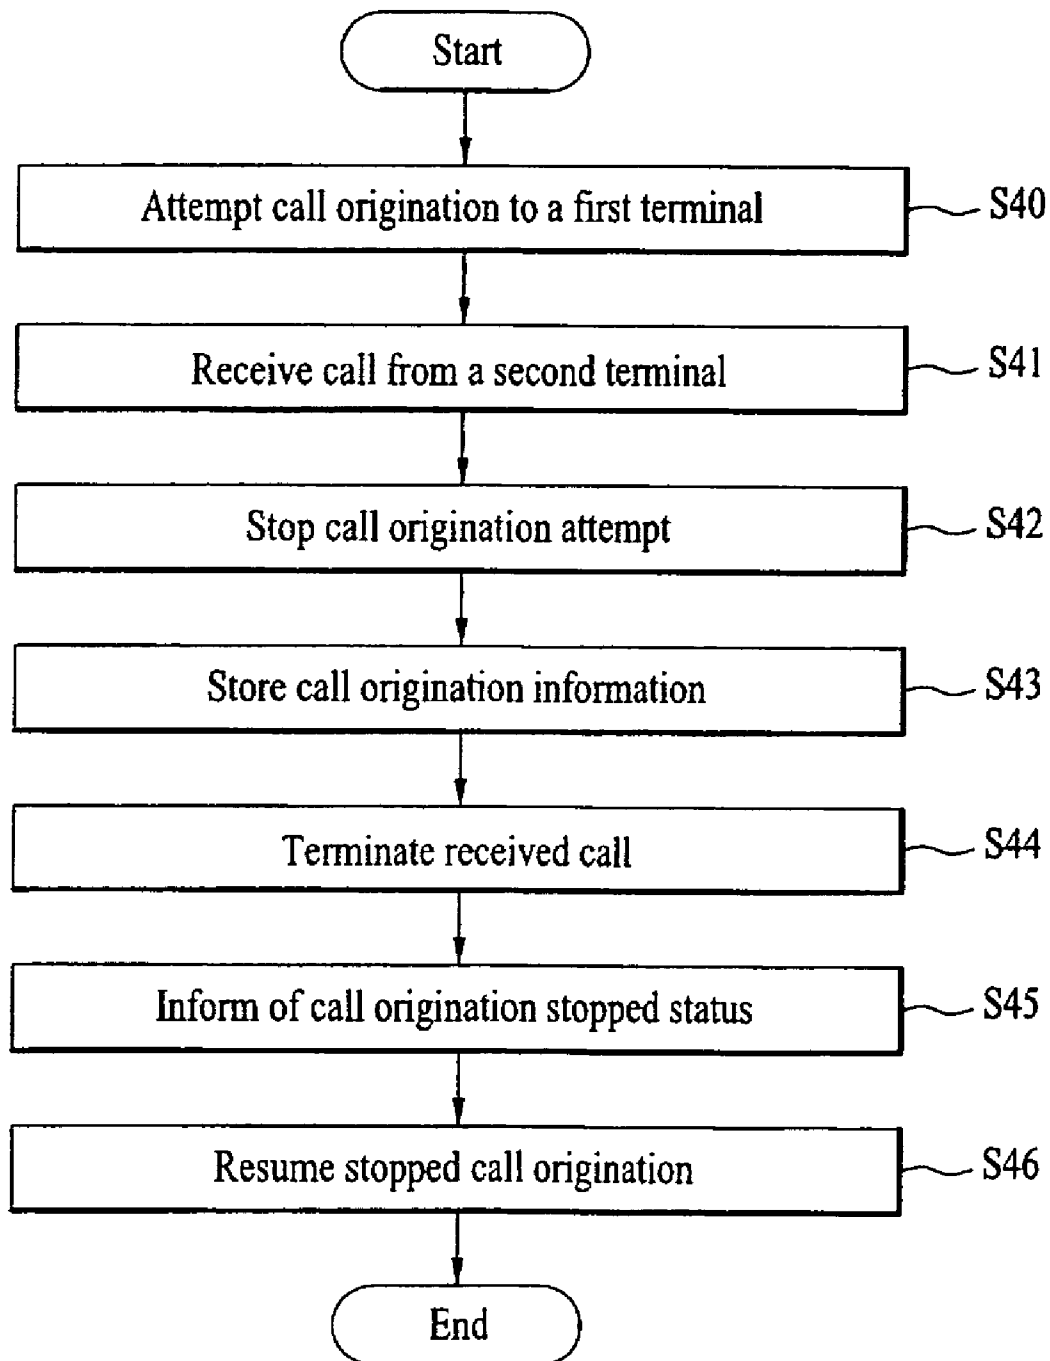 Start
Attempt call origination to a first terminal S40
Receive call from a second terminal S41
Stop call origination attempt S42
Store call origination information S43
Terminate received call S44
Inform of call origination stopped status S45
Resume stopped call origination S46
End